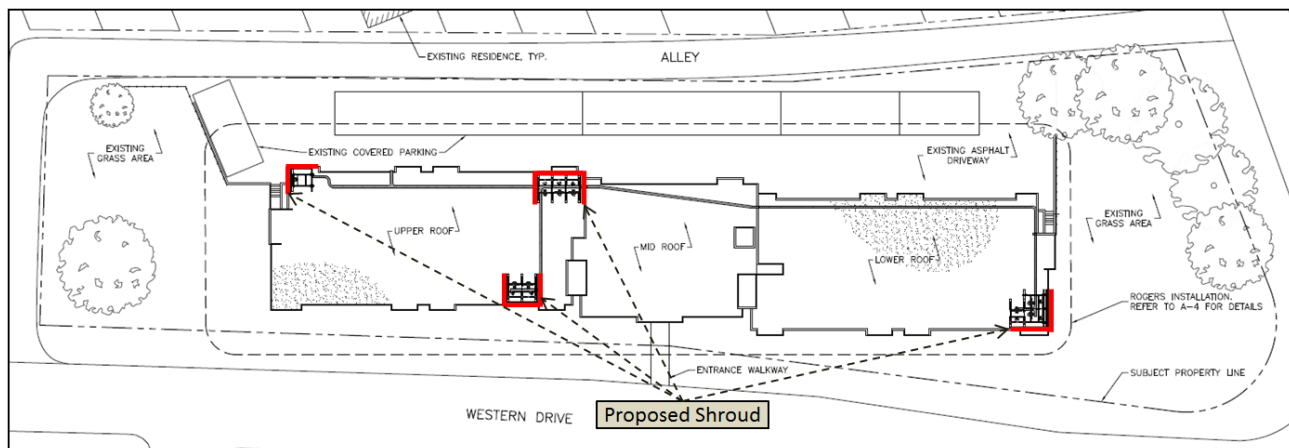 EXISTING RESIDENCE, TYP.
ALLEY
EXISTING
GRASS AREA
EXISTING COVERED PARKING
EXISTING ASPHALT
DRIVEWAY
EXISTING
GRASS AREA
UPPER ROOF
MID ROOF
LOWER ROOF
ROGERS INSTALLATION.
REFER TO A-4 FOR DETAILS
ENTRANCE WALKWAY
SUBJECT PROPERTY LINE
WESTERN DRIVE
Proposed Shroud